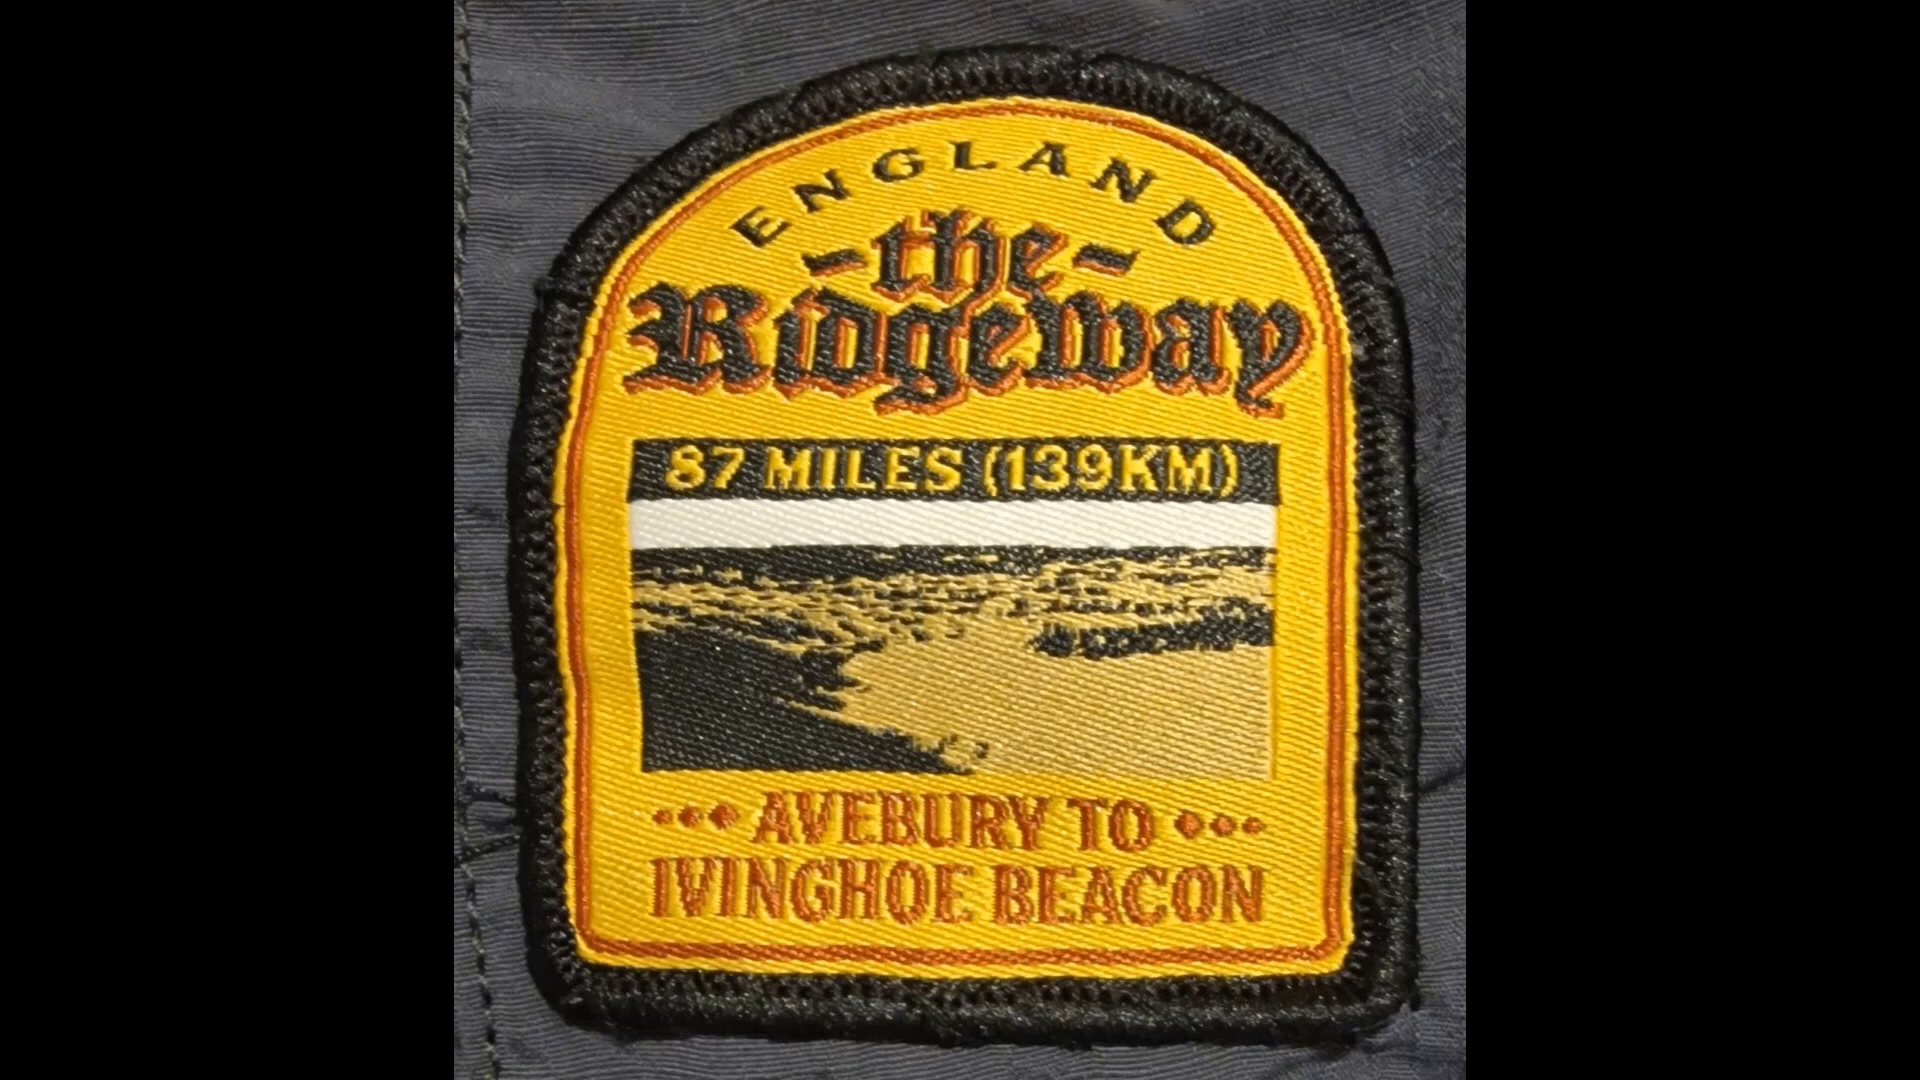 ENGLAND
-the-
Ridgeway
87 MILES (139KM)
AVEBURY TO
IVINGHOE BEACON